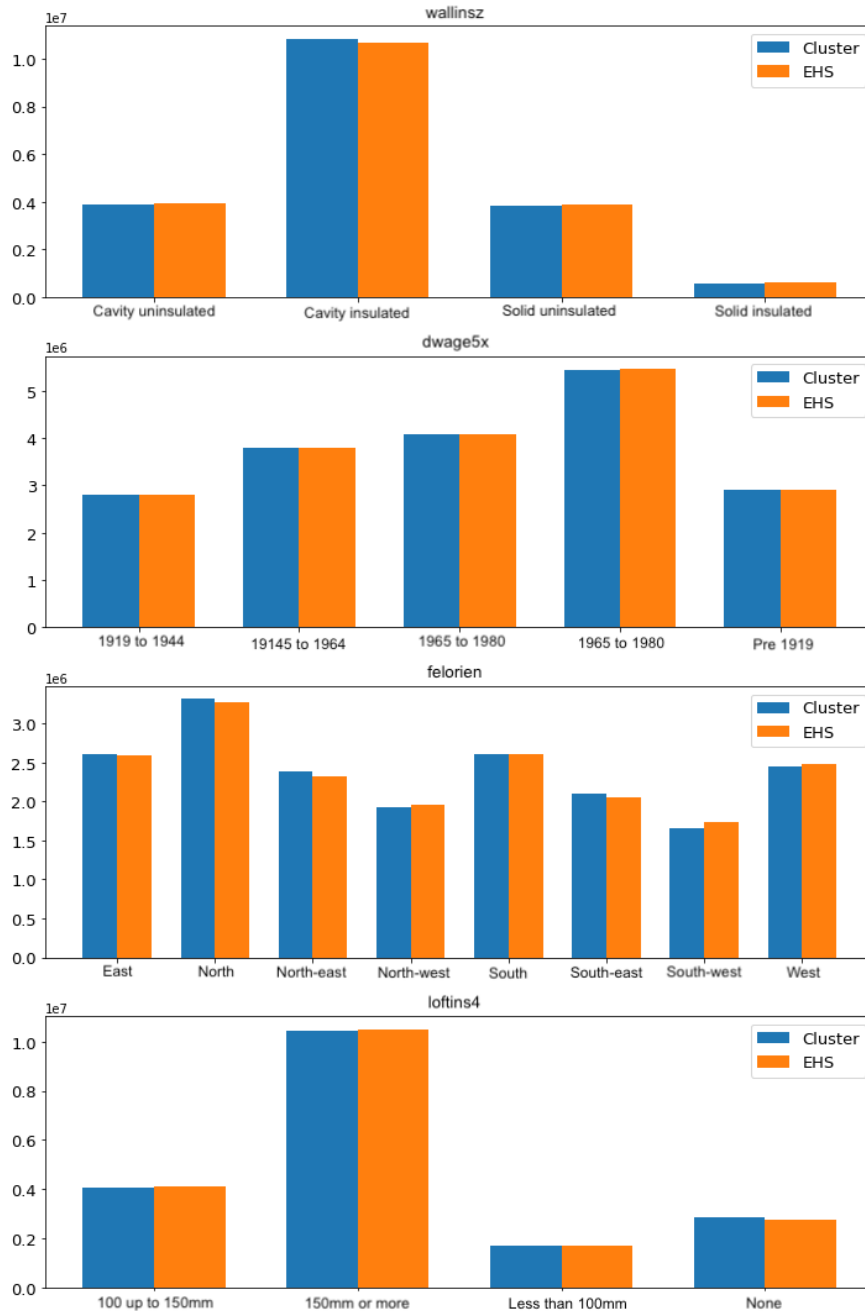 wallinsz
1e7
1.0
0.8
0.6
0.4
0.2
0.0
Cluster
EHS
Cavity uninsulated Cavity insulated Solid uninsulated Solid insulated
dwage5x
1e6
5
4
3
2
1
0
Cluster
EHS
1919 to 1944 19145 to 1964 1965 to 1980 1965 to 1980 Pre 1919
felorien
1e6
3.0
2.5
2.0
1.5
1.0
0.5
0.0
Cluster
EHS
East North North-east North-west South South-east South-west West
loftins4
1e7
1.0
0.8
0.6
0.4
0.2
0.0
Cluster
EHS
100 up to 150mm 150mm or more Less than 100mm None